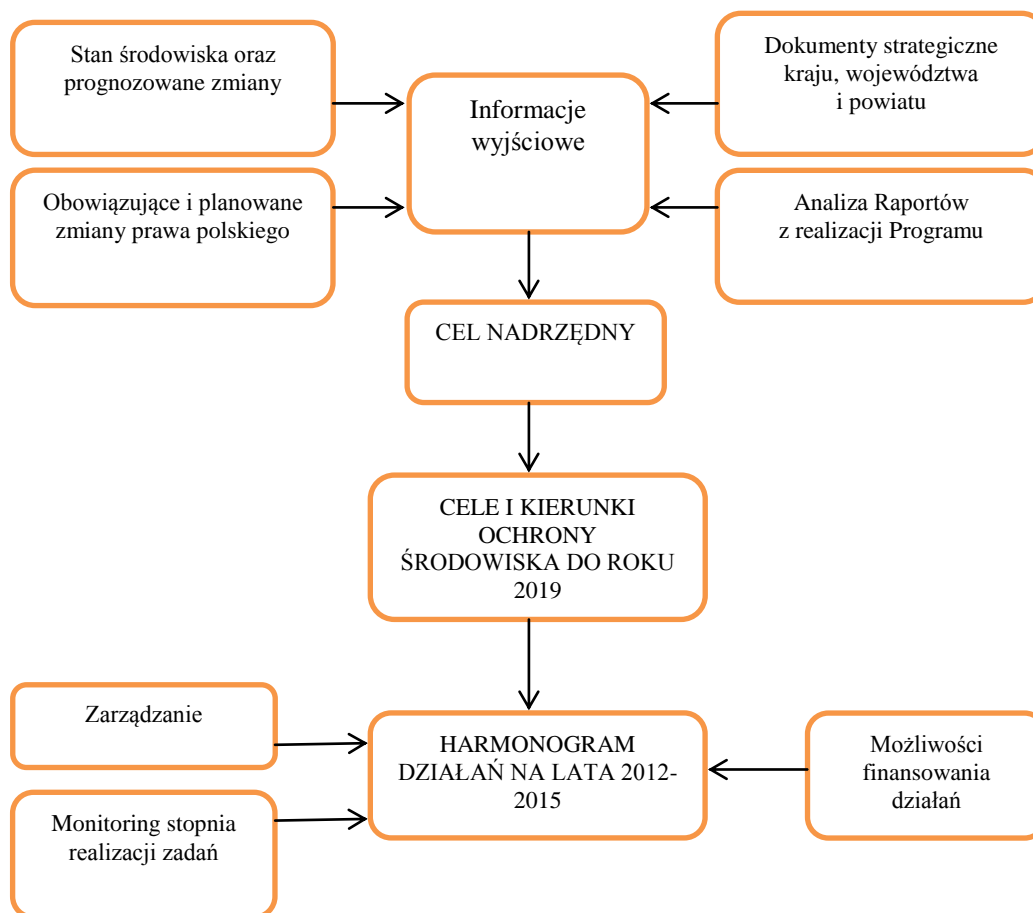 Stan środowiska oraz
prognozowane zmiany
Dokumenty strategiczne
kraju, województwa
i powiatu
Informacje
wyjściowe
Obowiązujące i planowane
zmiany prawa polskiego
Analiza Raportów
z realizacji Programu
CEL NADRZĘDNY
CELE I KIERUNKI
OCHRONY
ŚRODOWISKA DO ROKU
2019
Zarządzanie
HARMONOGRAM
DZIAŁAŃ NA LATA 2012-
2015
Możliwości
finansowania
działań
Monitoring stopnia
realizacji zadań